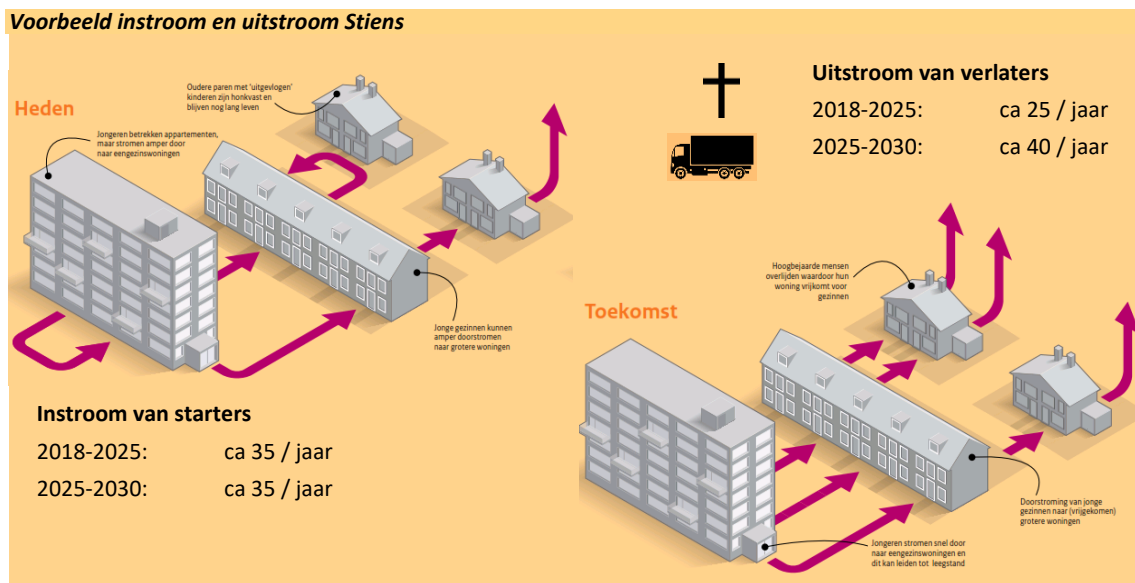 Voorbeeld instroom en uitstroom Stiens
Heden
Oudere paren met 'uitgevlogen'
kinderen zijn honkvast en
blijven nog lang leven
Jongeren betrekken appartementen,
maar stromen amper door
naar eengezinswoningen
Jonge gezinnen kunnen
amper doorstromen
naar grotere woningen
Instroom van starters
2018-2025: ca 35 / jaar
2025-2030: ca 35 / jaar
Uitstroom van verlaters
2018-2025: ca 25 / jaar
2025-2030: ca 40 / jaar
Toekomst
Hoogbejaarde mensen
overlijden waardoor hun
woning vrijkomt voor
gezinnen
Doorstroming van jonge
gezinnen naar (vrijgekomen)
grotere woningen
Jongeren stromen snel door
naar eengezinswoningen en
dit kan leiden tot leegstand